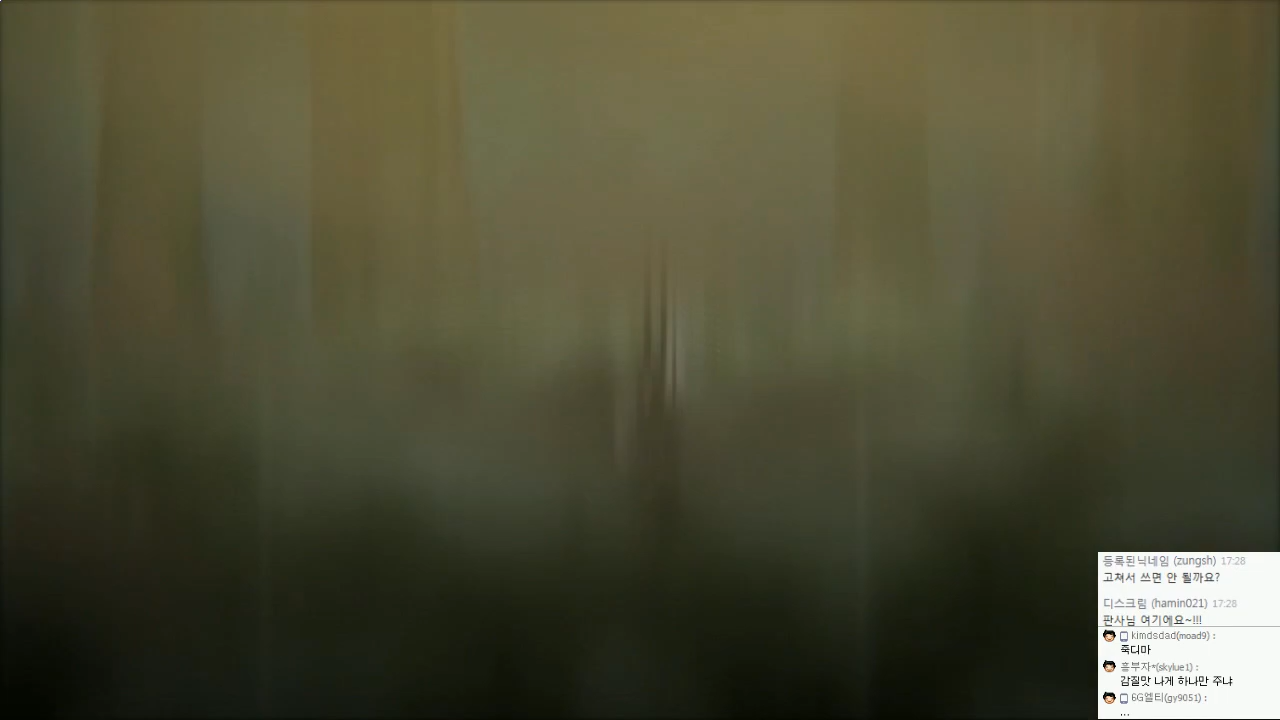 등록된닉네임 (zungsh) 17:28
고쳐서 쓰면 안 될까요?
디스크림 (hamin021) 17:28
판사님 여기에요~!!!
kimdsdad(moad9) :
죽디마
흥부자*(skylue1) :
감질맛 나게 하나만 주냐
6G엘티(gy9051) :
...